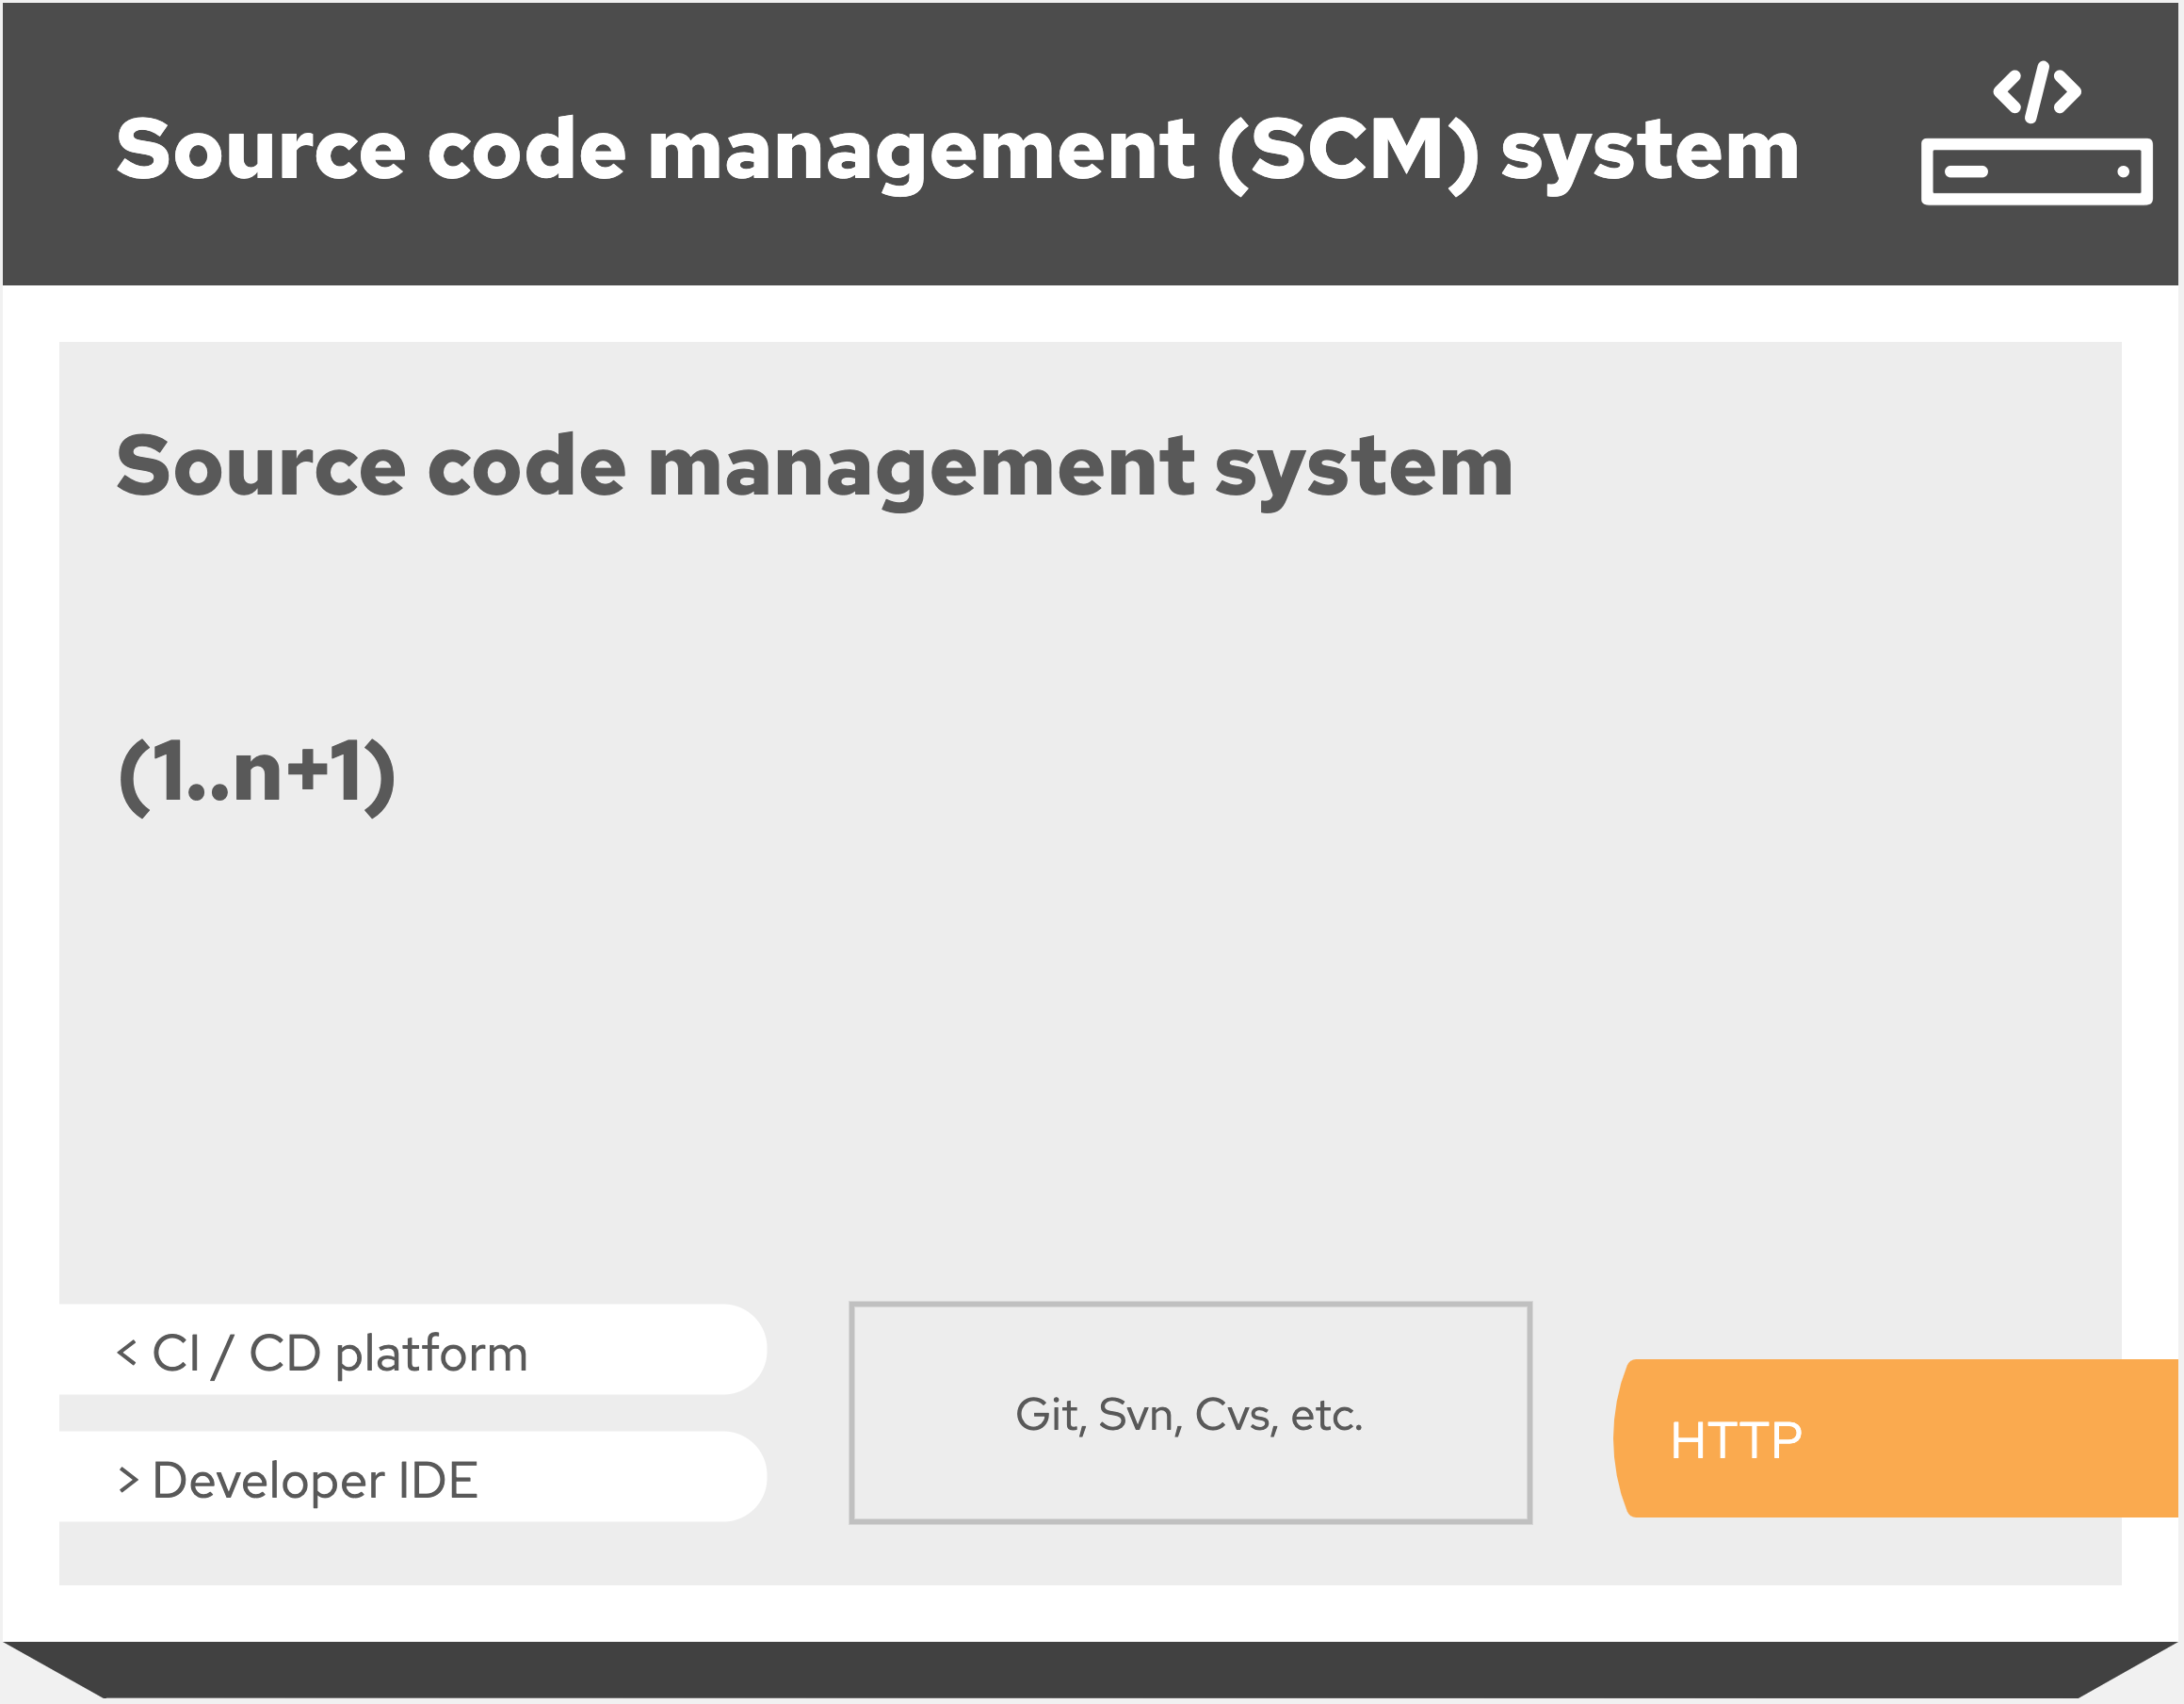 Source code management (SCM) system
</>
Source code management system
(1..n+1)
< CI / CD platform
> Developer IDE
Git, Svn, Cvs, etc.
HTTP